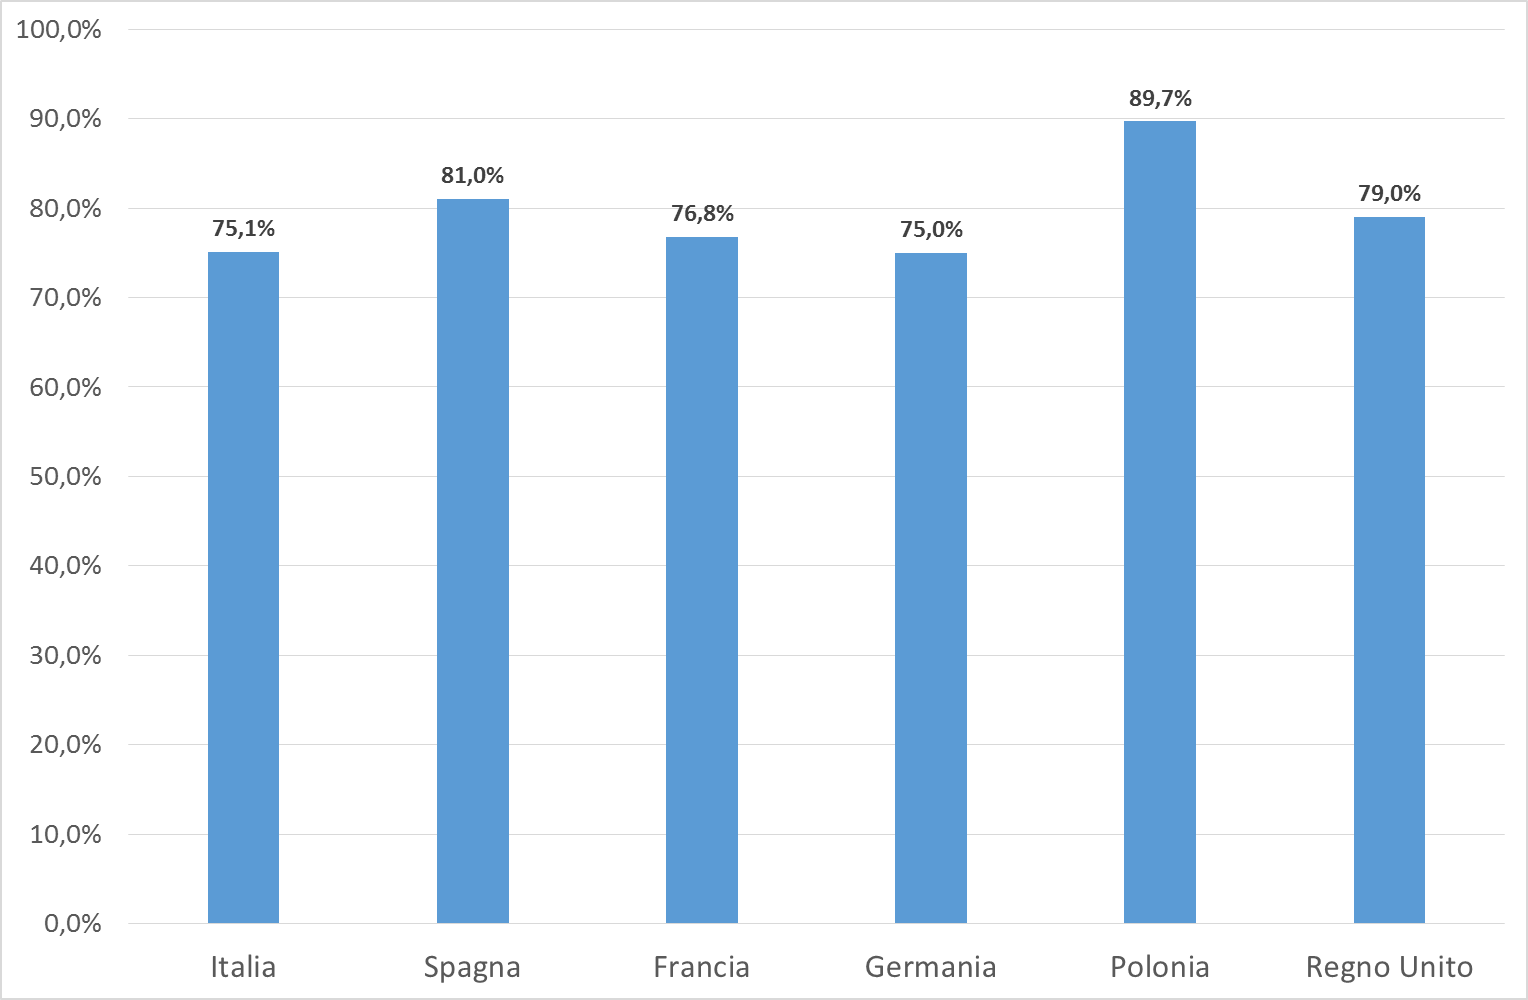 100,0%
90,0%
80,0%
70,0%
60,0%
50,0%
40,0%
30,0%
20,0%
10,0%
0,0%
75,1%
81,0%
76,8%
75,0%
89,7%
79,0%
Italia
Spagna
Francia
Germania
Polonia
Regno Unito